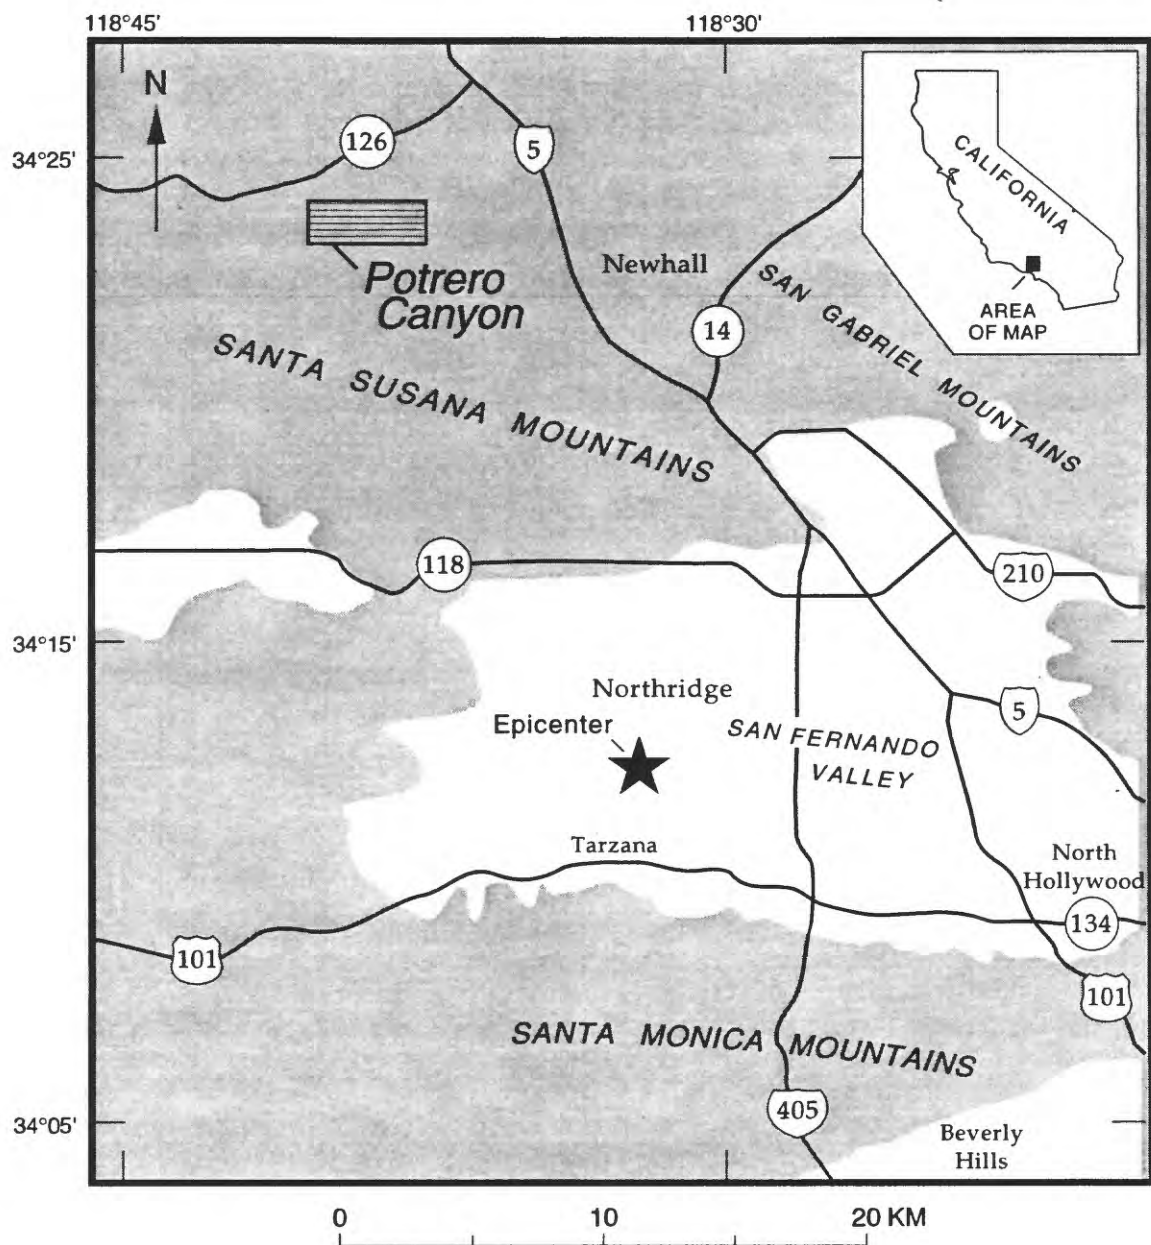 118°45'
118°30'
N
34°25'
126
5
CALIFORNIA
AREA
OF MAP
Newhall
Potrero
Canyon
14
SAN GABRIEL MOUNTAINS
SANTA SUSANA MOUNTAINS
118
210
34°15'
Northridge
Epicenter
5
SAN FERNANDO
VALLEY
Tarzana
North
Hollywood
134
101
101
SANTA MONICA MOUNTAINS
405
34°05'
Beverly
Hills
0 10 20 KM